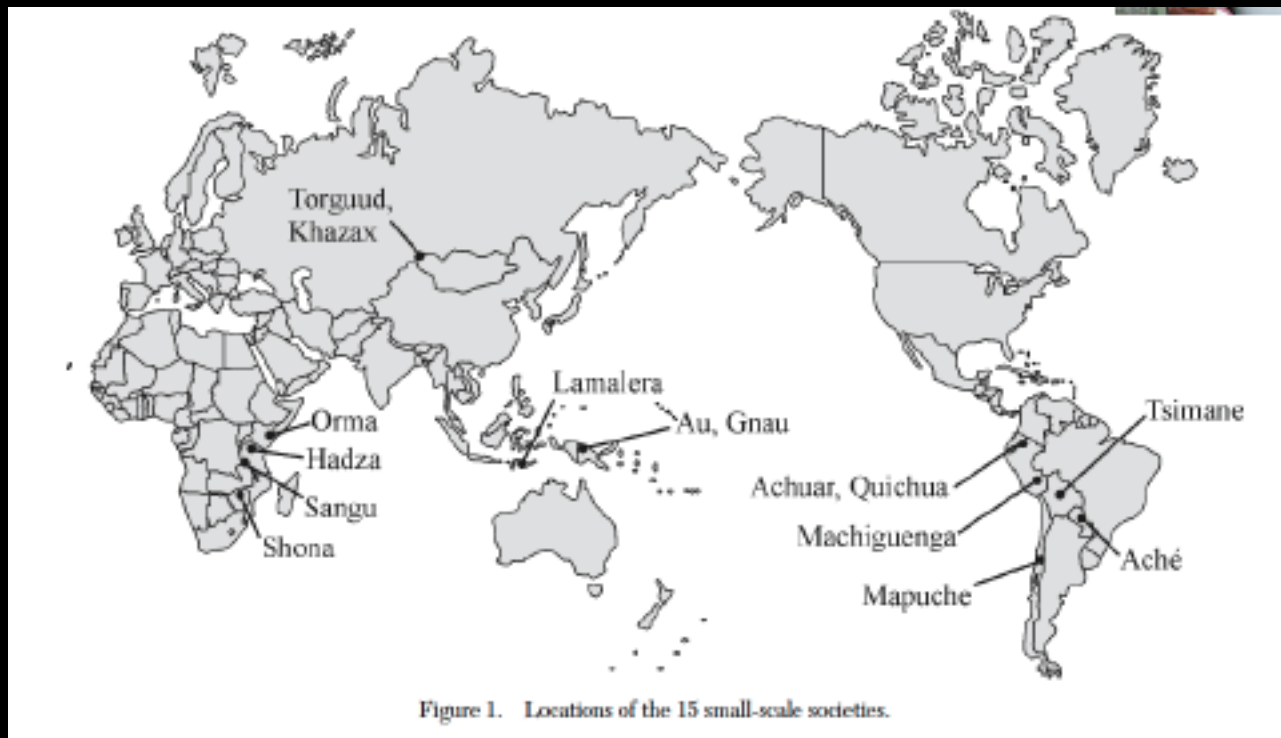 Torguud,
Khazax
Lamalera
Au, Gnau
Tsimane
Orma
Hadza
Achuar, Quichua
Sangu
Machiguenga
Shona
Aché
Mapuche
Figure 1. Locations of the 15 small-scale societies.